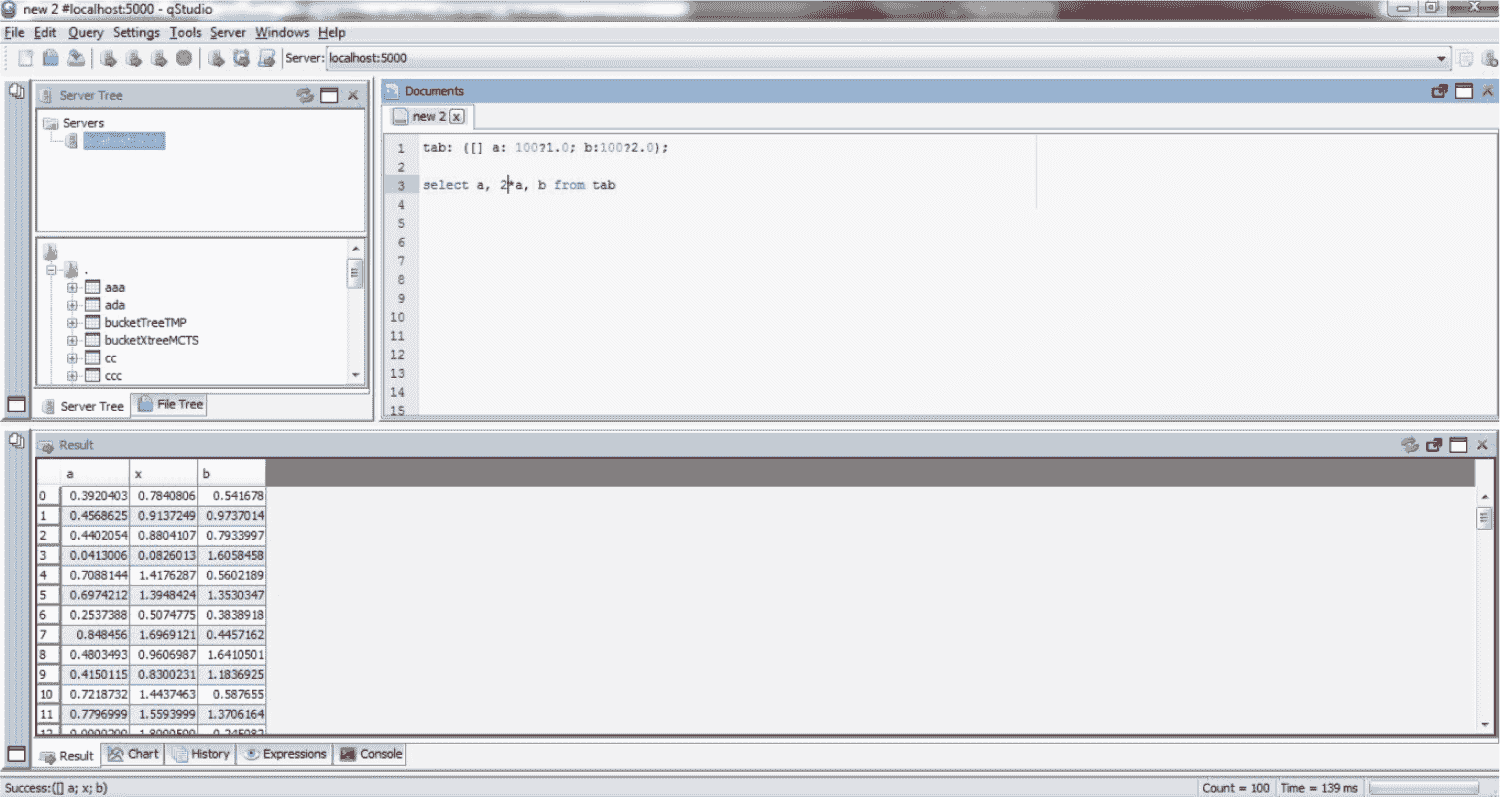 new 2 #localhost:5000 - qStudio
File Edit Query Settings Tools Server Windows Help
Server: localhost:5000
Server Tree
Servers
.
aaa
ada
bucketTreeTMP
bucketXtreeMCTS
cc
ccc
Server Tree File Tree
Documents
new 2
1 tab: ([] a: 100?1.0; b:100?2.0);
2
3 select a, 2*a, b from tab
4
5
6
7
8
9
10
11
12
13
14
15
Result
a x b
0 0.3920403 0.7840806 0.541678
1 0.4568625 0.9137249 0.9737014
2 0.4402054 0.8804107 0.7933997
3 0.0413006 0.0826013 1.6058458
4 0.7088144 1.4176287 0.5602189
5 0.6974212 1.3948424 1.3530347
6 0.2537388 0.5074775 0.3838918
7 0.848456 1.6969121 0.4457162
8 0.4803493 0.9606987 1.6410501
9 0.4150115 0.8300231 1.1836925
10 0.7218732 1.4437463 0.587655
11 0.7796999 1.5593999 1.3706164
Result Chart History Expressions Console
Success:([] a; x; b) Count = 100 Time = 139 ms